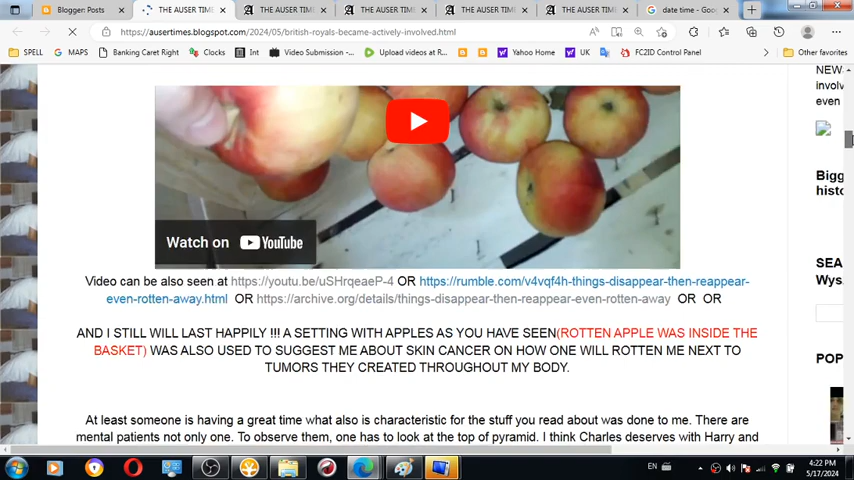 Blogger: Posts
THE AUSER TIME
THE AUSER TIME
THE AUSER TIME
THE AUSER TIME
THE AUSER TIME
date time - Goo
https://ausertimes.blogspot.com/2024/05/british-royals-became-actively-involved.html
SPELL
MAPS
Banking Caret Right
Clocks
Int
Video Submission -...
Upload videos at R...
Yahoo Home
UK
FC2ID Control Panel
Other favorites
NEWS
involv
even
Watch on YouTube
Bigg
histo
Video can be also seen at https://youtu.be/uSHrqeaeP-4 OR https://rumble.com/v4vqf4h-things-disappear-then-reappear-
even-rotten-away.html OR https://archive.org/details/things-disappear-then-reappear-even-rotten-away OR OR
SEA
Wys
AND I STILL WILL LAST HAPPILY !!! A SETTING WITH APPLES AS YOU HAVE SEEN(ROTTEN APPLE WAS INSIDE THE
BASKET) WAS ALSO USED TO SUGGEST ME ABOUT SKIN CANCER ON HOW ONE WILL ROTTEN ME NEXT TO
TUMORS THEY CREATED THROUGHOUT MY BODY.
POP
At least someone is having a great time what also is characteristic for the stuff you read about was done to me. There are
mental patients not only one. To observe them, one has to look at the top of pyramid. I think Charles deserves with Harry and
EN
4:22 PM
5/17/2024